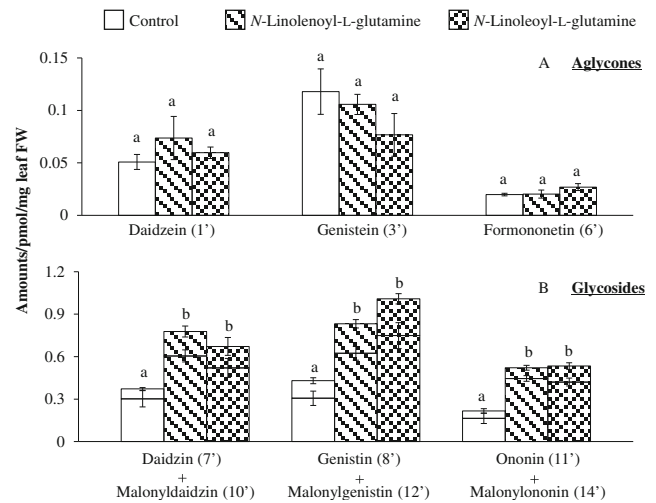 Control
N-Linolenoyl-L-glutamine
N-Linoleoyl-L-glutamine
A Aglycones
0.15
0.1
0.05
0
a
a
a
a
a
a
a
a
a
Daidzein (1’)
Genistein (3’)
Formononetin (6’)
Amounts/pmol/mg leaf FW
B Glycosides
1.2
0.9
0.6
0.3
0
a
b
b
a
b
b
a
b
b
Daidzin (7’)
+
Malonyldaidzin (10’)
Genistin (8’)
+
Malonylgenistin (12’)
Ononin (11’)
+
Malonylononin (14’)